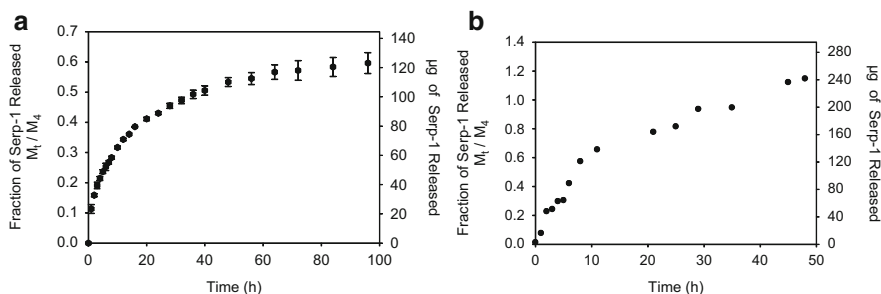 a
Fraction of Serp-1 Released
Mt / M4
0.7
0.6
0.5
0.4
0.3
0.2
0.1
0.0
0 20 40 60 80 100
Time (h)
140
120
100
80
60
40
20
0
µg of Serp-1 Released
b
Fraction of Serp-1 Released
Mt / M4
1.4
1.2
1.0
0.8
0.6
0.4
0.2
0.0
0 10 20 30 40 50
Time (h)
280
240
200
160
120
80
40
0
µg of Serp-1 Released